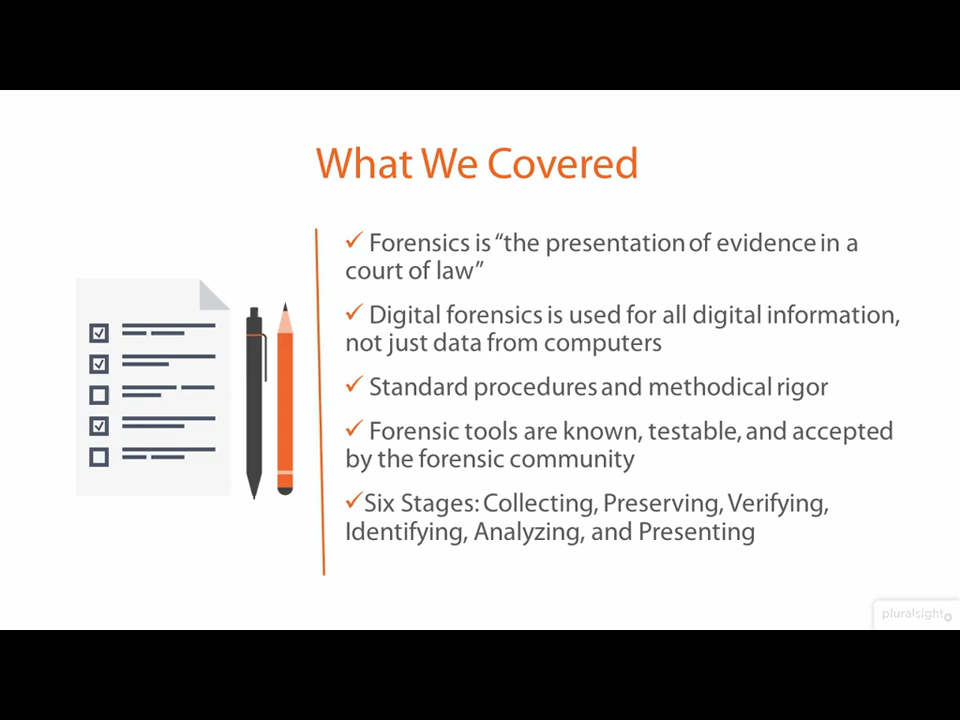 What We Covered
✓ Forensics is “the presentation of evidence in a
court of law”
✓ Digital forensics is used for all digital information,
not just data from computers
✓ Standard procedures and methodical rigor
✓ Forensic tools are known, testable, and accepted
by the forensic community
✓Six Stages: Collecting, Preserving, Verifying,
Identifying, Analyzing, and Presenting
pluralsight